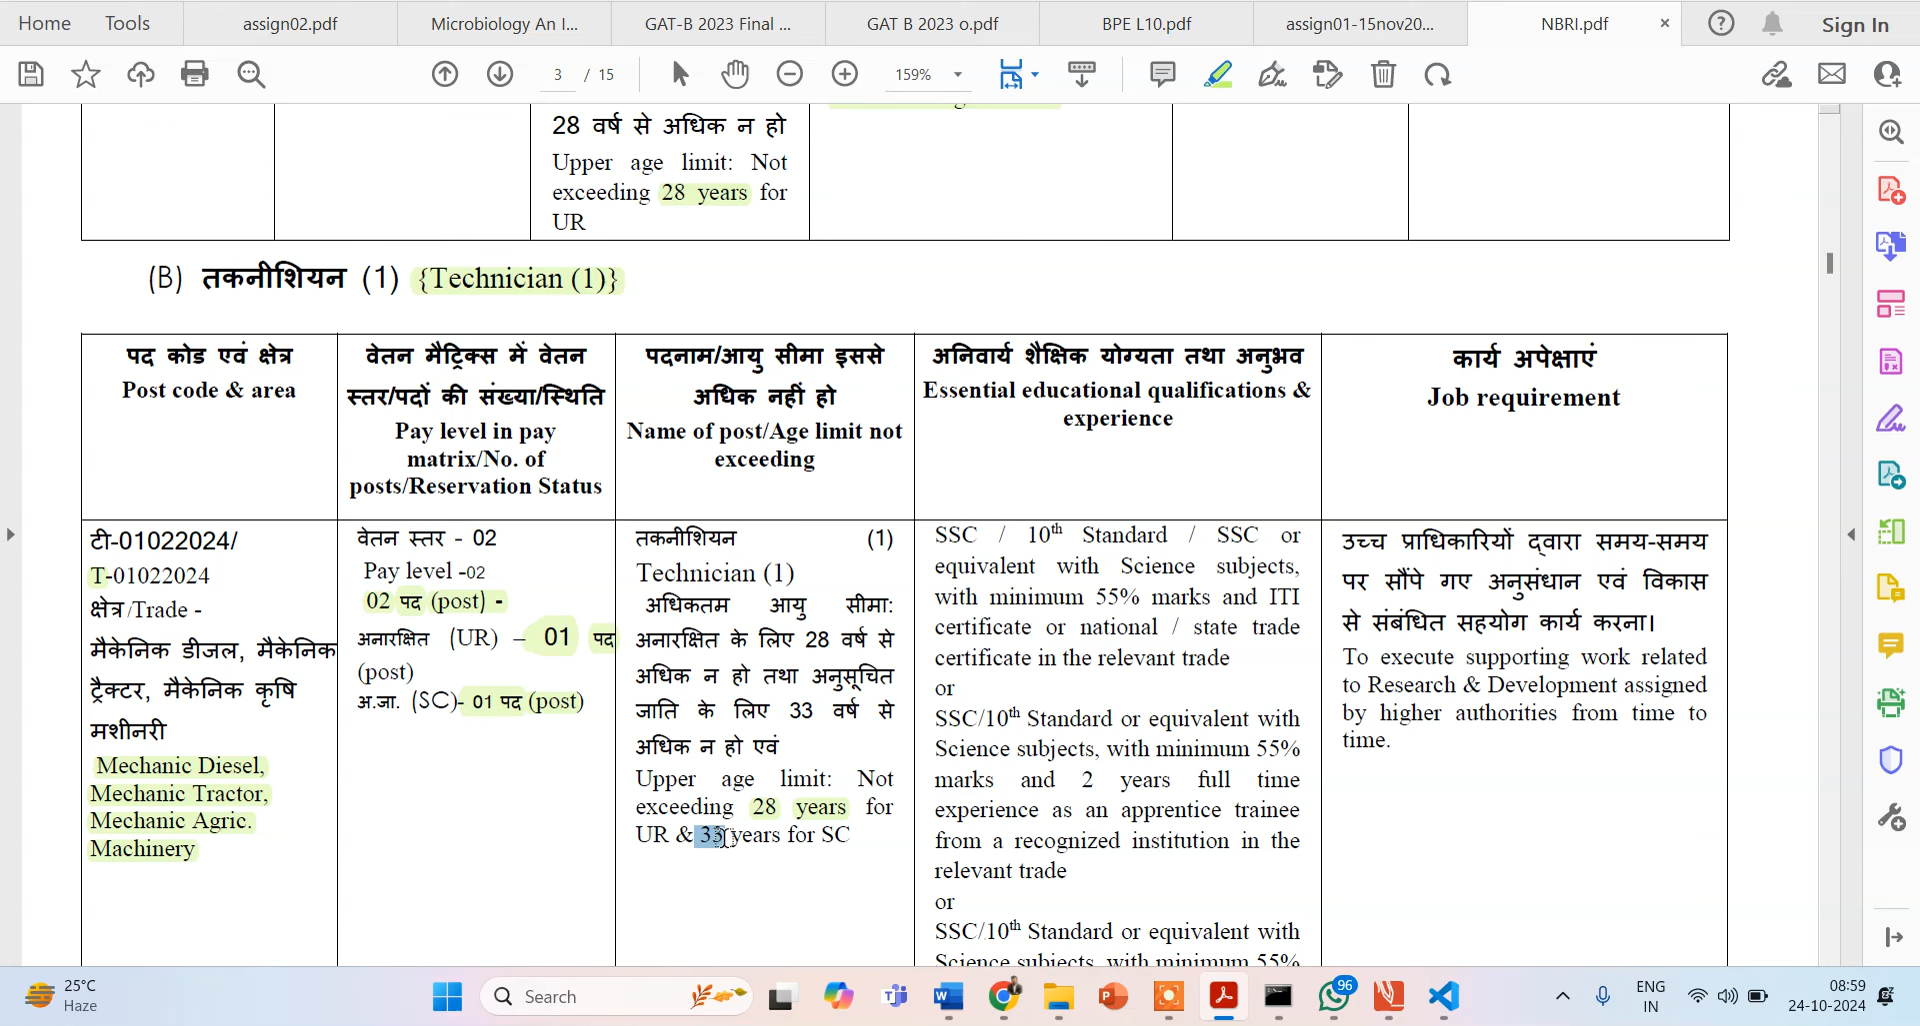 Home Tools assign02.pdf Microbiology An I... GAT-B 2023 Final ... GAT B 2023 o.pdf BPE L10.pdf assign01-15nov20... NBRI.pdf × Sign In
3 / 15 159%
28 वर्ष से अधिक न हो
Upper age limit: Not
exceeding 28 years for
UR
(B) तकनीशियन (1) {Technician (1)}
पद कोड एवं क्षेत्र
Post code & area
वेतन मैट्रिक्स में वेतन
स्तर/पदों की संख्या/स्थिति
Pay level in pay
matrix/No. of
posts/Reservation Status
पदनाम/आयु सीमा इससे
अधिक नहीं हो
Name of post/Age limit not
exceeding
अनिवार्य शैक्षिक योग्यता तथा अनुभव
Essential educational qualifications &
experience
कार्य अपेक्षाएं
Job requirement
टी-01022024/
T-01022024
क्षेत्र/Trade -
मैकेनिक डीजल, मैकेनिक
ट्रैक्टर, मैकेनिक कृषि
मशीनरी
Mechanic Diesel,
Mechanic Tractor,
Mechanic Agric.
Machinery
वेतन स्तर - 02
Pay level -02
02 पद (post) -
अनारक्षित (UR) – 01 पद
(post)
अ.जा. (SC)- 01 पद (post)
तकनीशियन (1)
Technician (1)
अधिकतम आयु सीमा:
अनारक्षित के लिए 28 वर्ष से
अधिक न हो तथा अनुसूचित
जाति के लिए 33 वर्ष से
अधिक न हो एवं
Upper age limit: Not
exceeding 28 years for
UR & 33 years for SC
SSC / 10th Standard / SSC or
equivalent with Science subjects,
with minimum 55% marks and ITI
certificate or national / state trade
certificate in the relevant trade
or
SSC/10th Standard or equivalent with
Science subjects, with minimum 55%
marks and 2 years full time
experience as an apprentice trainee
from a recognized institution in the
relevant trade
or
SSC/10th Standard or equivalent with
Science subjects, with minimum 55%
उच्च प्राधिकारियों द्वारा समय-समय
पर सौंपे गए अनुसंधान एवं विकास
से संबंधित सहयोग कार्य करना।
To execute supporting work related
to Research & Development assigned
by higher authorities from time to
time.
25°C
Haze
Search
96
ENG
IN
08:59
24-10-2024